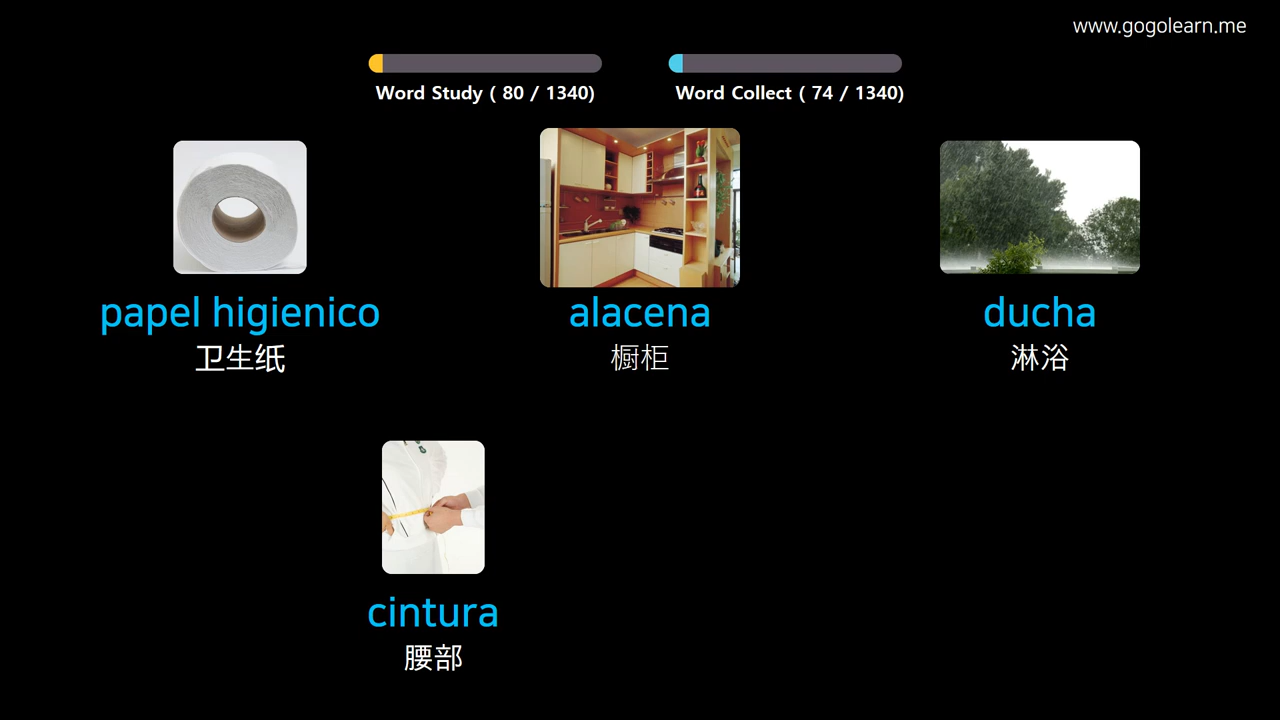 www.gogolearn.me
Word Study ( 80 / 1340)
Word Collect ( 74 / 1340)
papel higienico
卫生纸
alacena
橱柜
ducha
淋浴
cintura
腰部